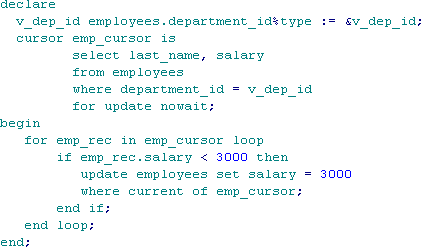 declare
v_dep_id employees.department_id%type := &v_dep_id;
cursor emp_cursor is
select last_name, salary
from employees
where department_id = v_dep_id
for update nowait;
begin
for emp_rec in emp_cursor loop
if emp_rec.salary < 3000 then
update employees set salary = 3000
where current of emp_cursor;
end if;
end loop;
end;